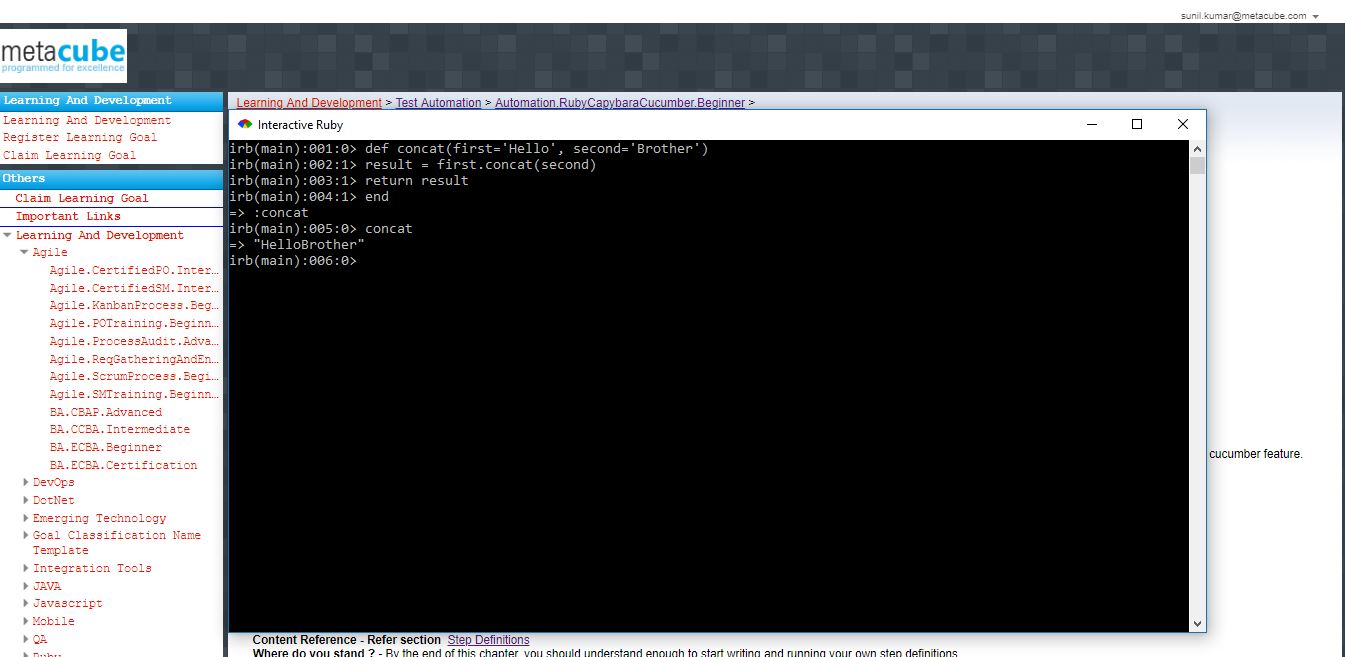 sunil.kumar@metacube.com
metacube
programmed for excellence
Learning And Development
Learning And Development
Register Learning Goal
Claim Learning Goal
Others
Claim Learning Goal
Important Links
Learning And Development
Agile
Agile.CertifiedPO.Inter…
Agile.CertifiedSM.Inter…
Agile.KanbanProcess.Beg…
Agile.POTraining.Beginn…
Agile.ProcessAudit.Adva…
Agile.ReqGatheringAndEn…
Agile.ScrumProcess.Begi…
Agile.SMTraining.Beginn…
BA.CBAP.Advanced
BA.CCBA.Intermediate
BA.ECBA.Beginner
BA.ECBA.Certification
DevOps
DotNet
Emerging Technology
Goal Classification Name
Template
Integration Tools
JAVA
Javascript
Mobile
QA
Ruby
Learning And Development > Test Automation > Automation.RubyCapybaraCucumber.Beginner >
Interactive Ruby
irb(main):001:0> def concat(first='Hello', second='Brother')
irb(main):002:1> result = first.concat(second)
irb(main):003:1> return result
irb(main):004:1> end
=> :concat
irb(main):005:0> concat
=> "HelloBrother"
irb(main):006:0>
cucumber feature.
Content Reference - Refer section Step Definitions
Where do you stand ? - By the end of this chapter, you should understand enough to start writing and running your own step definitions